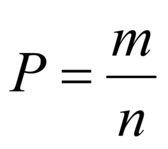 P = m/n